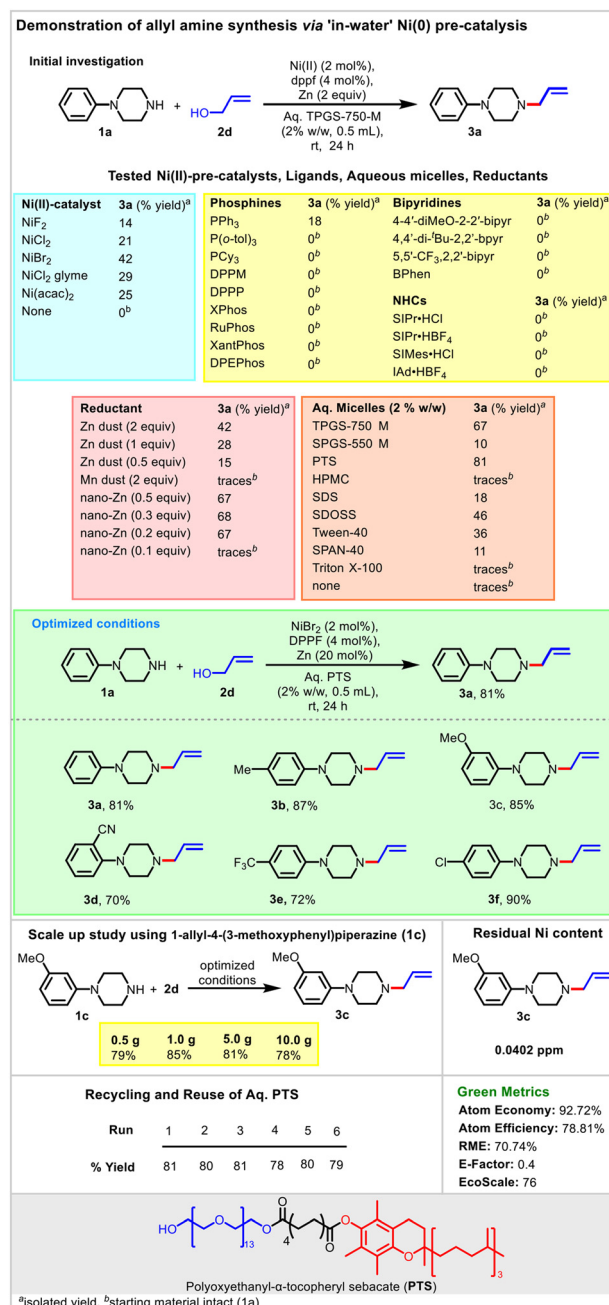 Demonstration of allyl amine synthesis via 'in-water' Ni(0) pre-catalysis
Initial investigation
N
NH
1a
+
HO
2d
Ni(II) (2 mol%),
dppf (4 mol%),
Zn (2 equiv)
Aq. TPGS-750-M
(2% w/w, 0.5 mL),
rt, 24 h
N
N
3a
Tested Ni(II)-pre-catalysts, Ligands, Aqueous micelles, Reductants
Ni(II)-catalyst 3a (% yield)a
NiF2 14
NiCl2 21
NiBr2 42
NiCl2 glyme 29
Ni(acac)2 25
None 0b
Phosphines 3a (% yield)a
PPh3 18
P(o-tol)3 0b
PCy3 0b
DPPM 0b
DPPP 0b
XPhos 0b
RuPhos 0b
XantPhos 0b
DPEPhos 0b
Bipyridines 3a (% yield)a
4-4'-diMeO-2-2'-bipyr 0b
4,4'-di-tBu-2,2'-bpyr 0b
5,5'-CF3,2,2'-bipyr 0b
BPhen 0b
NHCs 3a (% yield)a
SIPr•HCl 0b
SIPr•HBF4 0b
SIMes•HCl 0b
IAd•HBF4 0b
Reductant 3a (% yield)a
Zn dust (2 equiv) 42
Zn dust (1 equiv) 28
Zn dust (0.5 equiv) 15
Mn dust (2 equiv) tracesb
nano-Zn (0.5 equiv) 67
nano-Zn (0.3 equiv) 68
nano-Zn (0.2 equiv) 67
nano-Zn (0.1 equiv) tracesb
Aq. Micelles (2 % w/w) 3a (% yield)a
TPGS-750 M 67
SPGS-550 M 10
PTS 81
HPMC tracesb
SDS 18
SDOSS 46
Tween-40 36
SPAN-40 11
Triton X-100 tracesb
none tracesb
Optimized conditions
N
NH
1a
+
HO
2d
NiBr2 (2 mol%),
DPPF (4 mol%),
Zn (20 mol%)
Aq. PTS
(2% w/w, 0.5 mL),
rt, 24 h
N
N
3a, 81%
N
N
3a, 81%
Me
N
N
3b, 87%
MeO
N
N
3c, 85%
CN
N
N
3d, 70%
F3C
N
N
3e, 72%
Cl
N
N
3f, 90%
Scale up study using 1-allyl-4-(3-methoxyphenyl)piperazine (1c)
MeO
N
NH
1c
+ 2d
optimized
conditions
MeO
N
N
3c
0.5 g 1.0 g 5.0 g 10.0 g
79% 85% 81% 78%
Residual Ni content
MeO
N
N
3c
0.0402 ppm
Recycling and Reuse of Aq. PTS
Run 1 2 3 4 5 6
% Yield 81 80 81 78 80 79
Green Metrics
Atom Economy: 92.72%
Atom Efficiency: 78.81%
RME: 70.74%
E-Factor: 0.4
EcoScale: 76
HO
O
13
O
O
4
O
O
O
3
Polyoxyethanyl-α-tocopheryl sebacate (PTS)
aisolated yield, bstarting material intact (1a)